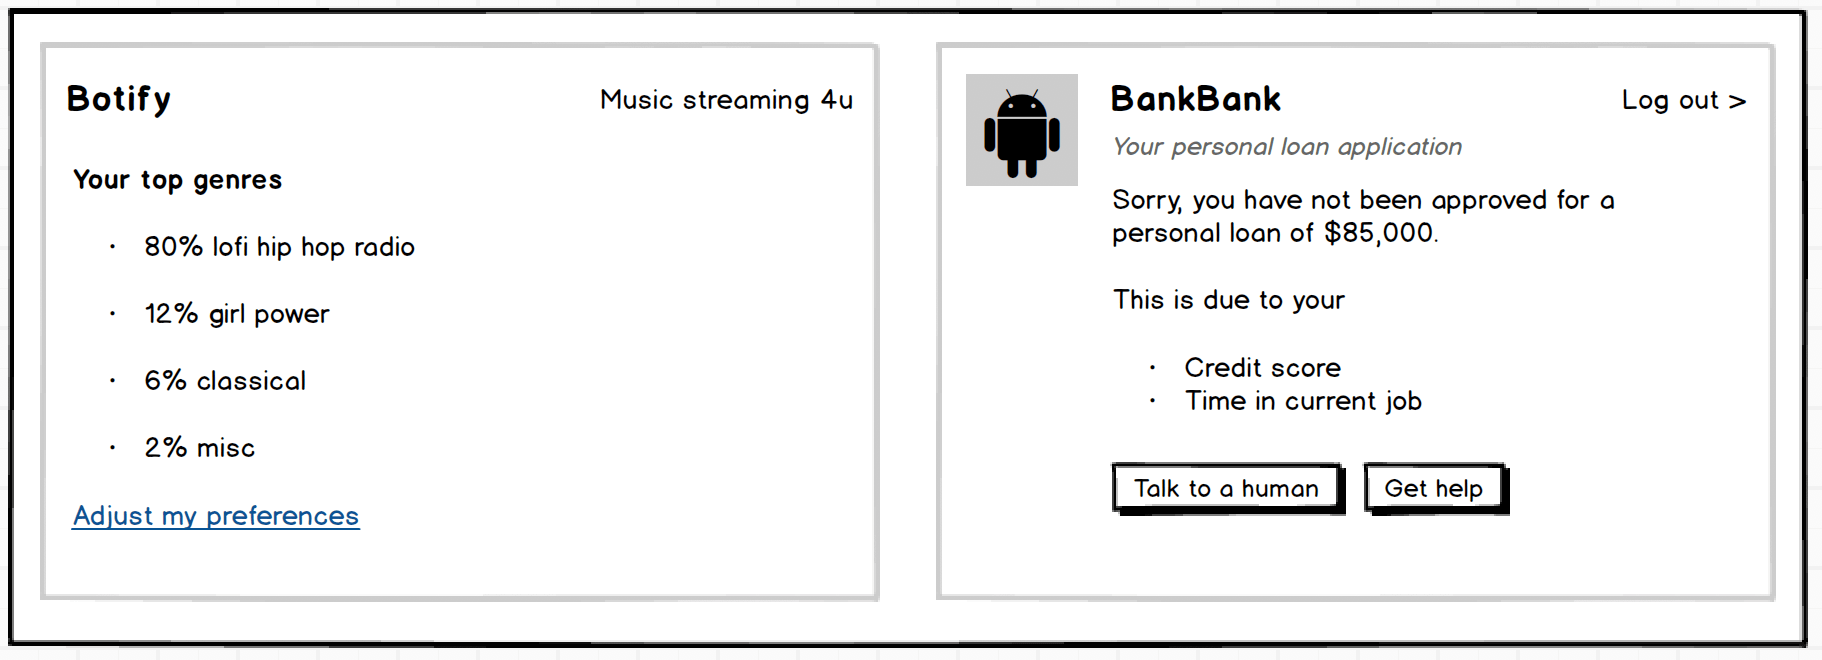 Botify
Music streaming 4u
Your top genres
· 80% lofi hip hop radio
· 12% girl power
· 6% classical
· 2% misc
Adjust my preferences
BankBank
Log out >
Your personal loan application
Sorry, you have not been approved for a
personal loan of $85,000.
This is due to your
· Credit score
· Time in current job
Talk to a human
Get help